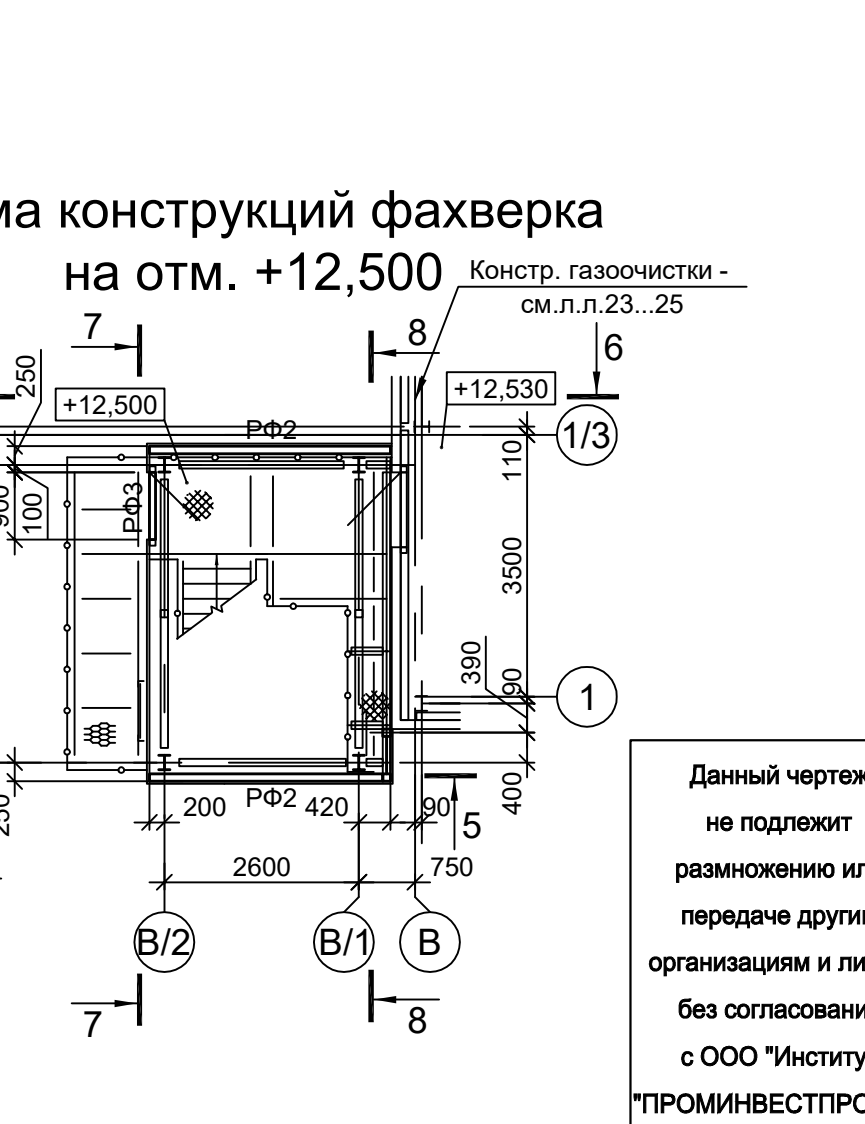 ма конструкций фахверка
на отм. +12,500
Констр. газоочистки -
см.л.л.23...25
7
8
6
250
+12,500
+12,530
РФ2
1/3
110
900
100
РФ3
3500
390
90
1
400
250
200
РФ2
420
90
5
2600
750
В/2
В/1
В
7
8
Данный чертеж
не подлежит
размножению ил
передаче други
организациям и ли
без согласовани
с ООО "Институ
"ПРОМИНВЕСТПРО